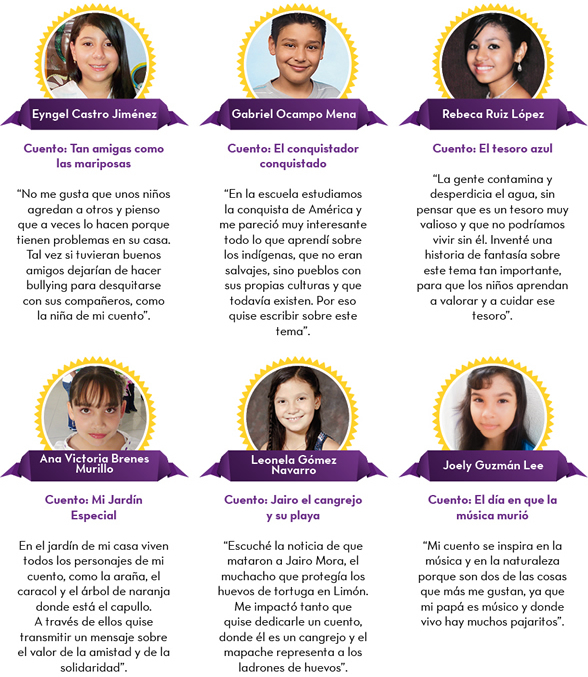 Eyngel Castro Jiménez
Cuento: Tan amigas como
las mariposas
“No me gusta que unos niños
agredan a otros y pienso
que a veces lo hacen porque
tienen problemas en su casa.
Tal vez si tuvieran buenos
amigos dejarían de hacer
bullying para desquitarse
con sus compañeros, como
la niña de mi cuento”.
Gabriel Ocampo Mena
Cuento: El conquistador
conquistado
“En la escuela estudiamos
la conquista de América y
me pareció muy interesante
todo lo que aprendí sobre
los indígenas, que no eran
salvajes, sino pueblos con
sus propias culturas y que
todavía existen. Por eso
quise escribir sobre este
tema”.
Rebeca Ruiz López
Cuento: El tesoro azul
“La gente contamina y
desperdicia el agua, sin
pensar que es un tesoro muy
valioso y que no podríamos
vivir sin él. Inventé una
historia de fantasía sobre
este tema tan importante,
para que los niños aprendan
a valorar y a cuidar ese
tesoro”.
Ana Victoria Brenes
Murillo
Cuento: Mi Jardín
Especial
En el jardín de mi casa viven
todos los personajes de mi
cuento, como la araña, el
caracol y el árbol de naranja
donde está el capullo.
A través de ellos quise
transmitir un mensaje sobre
el valor de la amistad y de la
solidaridad”.
Leonela Gómez
Navarro
Cuento: Jairo el cangrejo
y su playa
“Escuché la noticia de que
mataron a Jairo Mora, el
muchacho que protegía los
huevos de tortuga en Limón.
Me impactó tanto que
quise dedicarle un cuento,
donde él es un cangrejo y el
mapache representa a los
ladrones de huevos”.
Joely Guzmán Lee
Cuento: El día en que la
música murió
“Mi cuento se inspira en la
música y en la naturaleza
porque son dos de las cosas
que más me gustan, ya que
mi papá es músico y donde
vivo hay muchos pajaritos”.